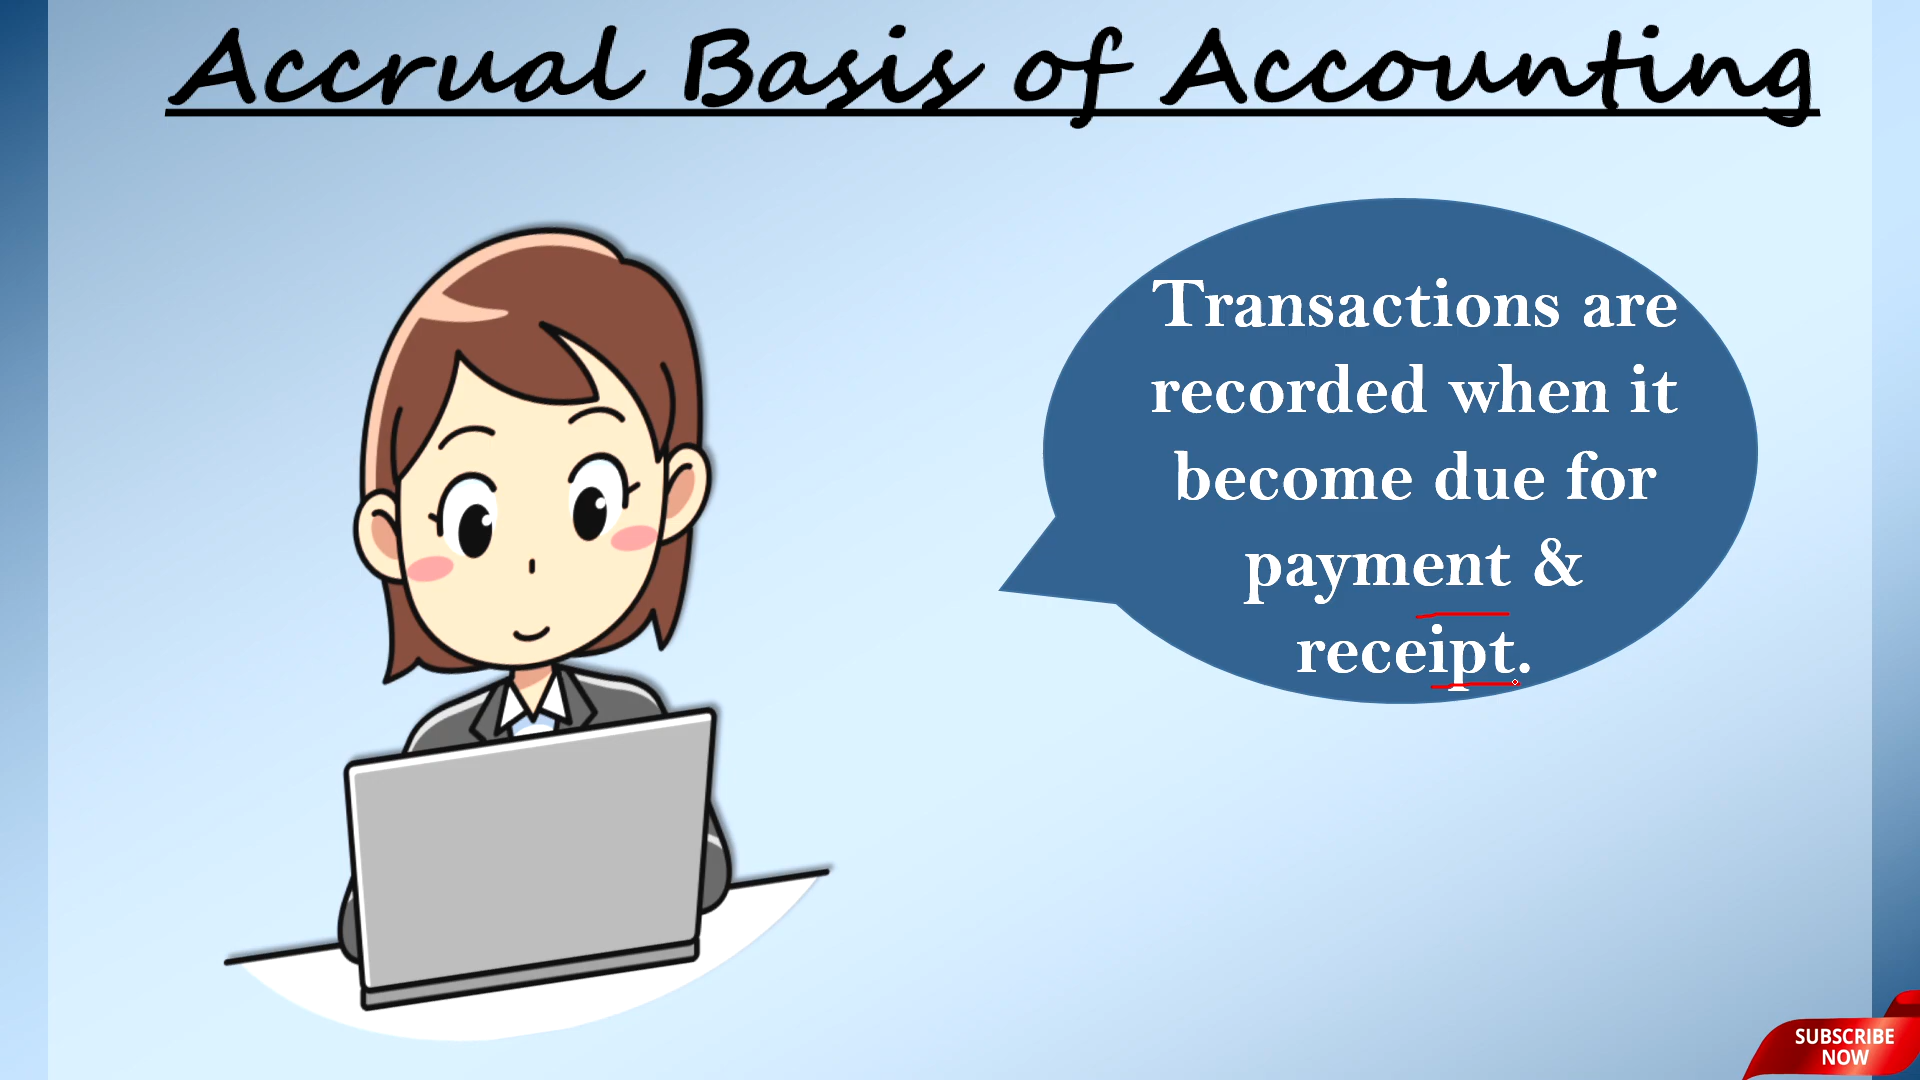 Accrual Basis of Accounting
Transactions are
recorded when it
become due for
payment &
receipt.
SUBSCRIBE
NOW